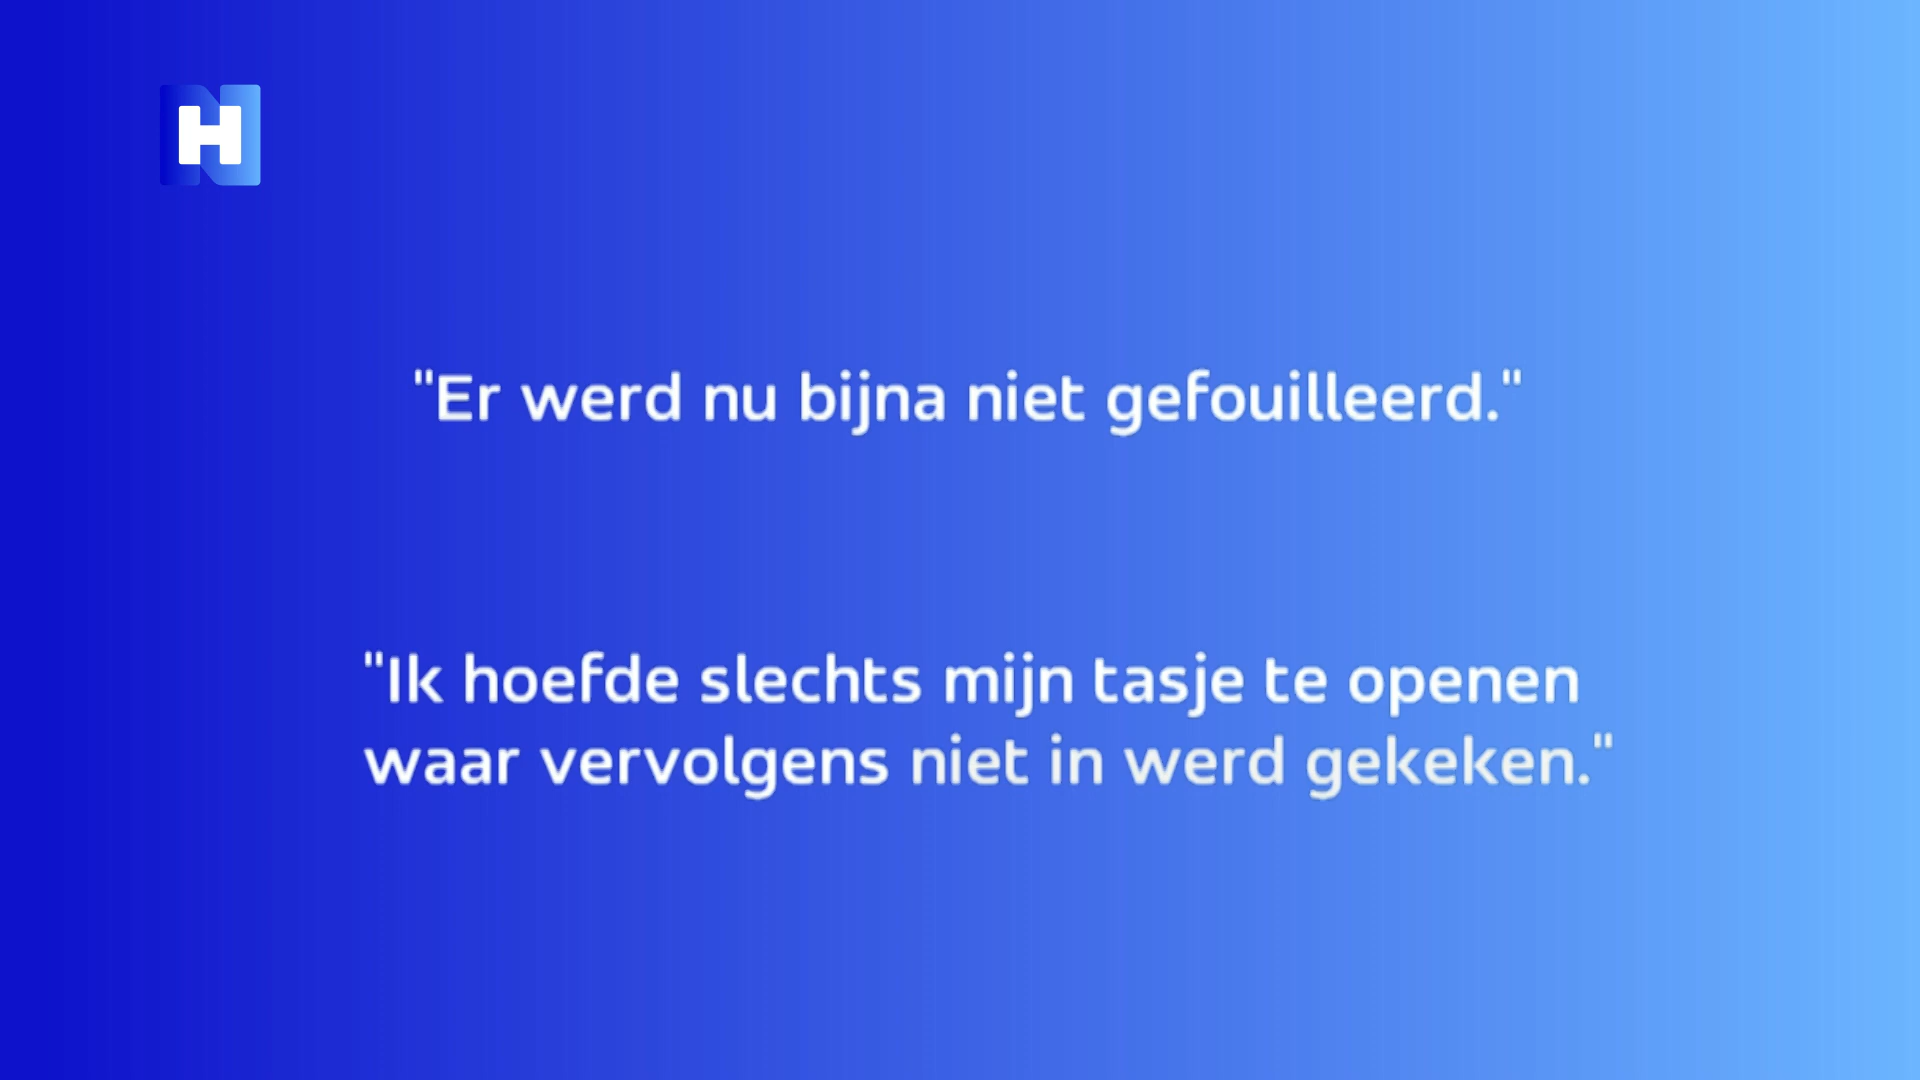 H
"Er werd nu bijna niet gefouilleerd."
"Ik hoefde slechts mijn tasje te openen
waar vervolgens niet in werd gekeken."